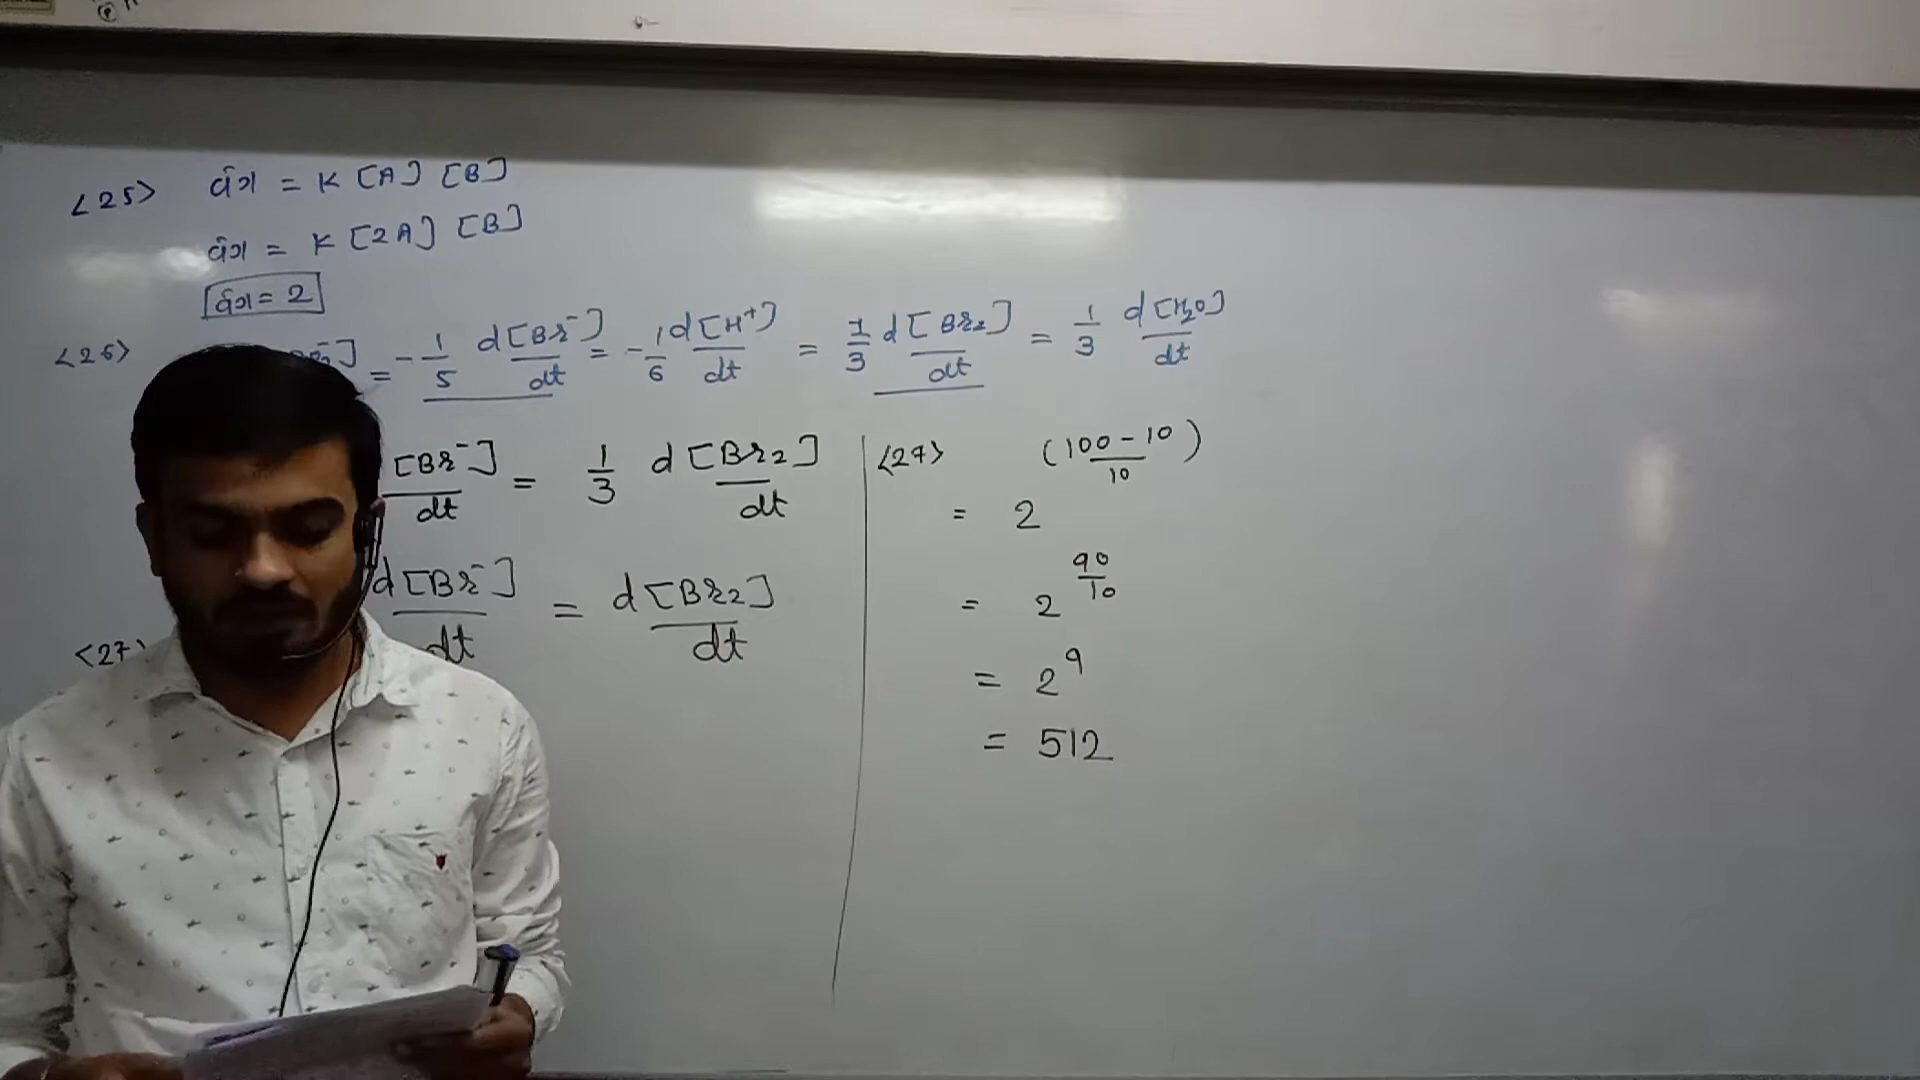 <25> વેગ = K [A] [B]
વેગ = K [2A] [B]
વેગ = 2
<26> ] = - 1/5 d[Br⁻]/dt = - 1/6 d[H⁺]/dt = 1/3 d[Br₂]/dt = 1/3 d[H₂O]/dt
[Br⁻]/dt = 1/3 d[Br₂]/dt
d[Br⁻]/dt = d[Br₂]/dt
<27>
<27> (100-10/10)
= 2
= 2^90/10
= 2⁹
= 512